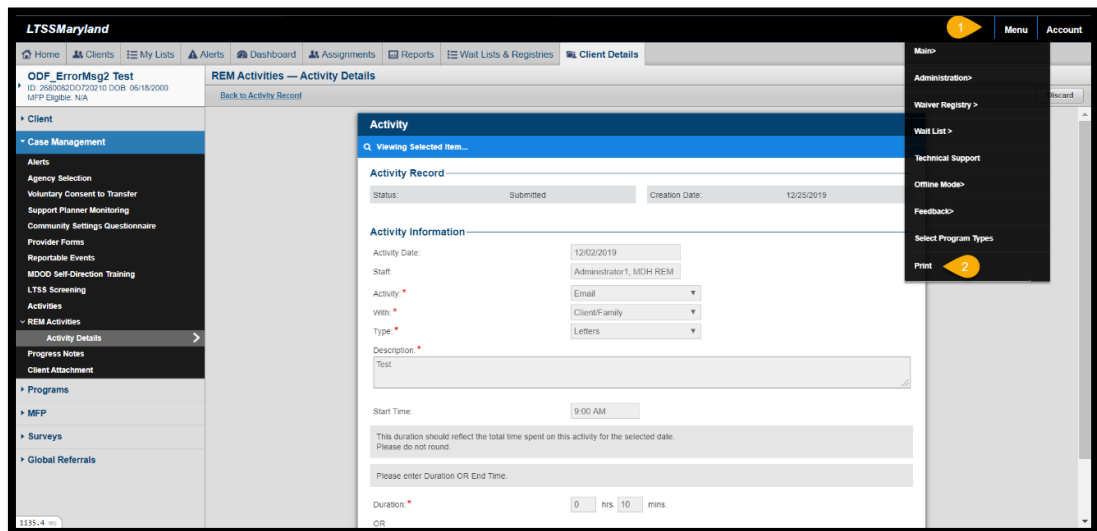 LTSSMaryland
1
Menu
Account
Home
Clients
My Lists
Alerts
Dashboard
Assignments
Reports
Wait Lists & Registries
Client Details
Main>
Administration>
Waiver Registry >
Wait List >
Technical Support
Offline Mode>
Feedback>
Select Program Types
Print
2
ODF_ErrorMsg2 Test
ID: 2580082DO720210 DOB: 06/18/2000
MFP Eligible: N/A
REM Activities — Activity Details
Back to Activity Record
Discard
Client
Case Management
Alerts
Agency Selection
Voluntary Consent to Transfer
Support Planner Monitoring
Community Settings Questionnaire
Provider Forms
Reportable Events
MDOD Self-Direction Training
LTSS Screening
Activities
REM Activities
Activity Details
Progress Notes
Client Attachment
Programs
MFP
Surveys
Global Referrals
1135.4 ms
Activity
Viewing Selected Item...
Activity Record
Status: Submitted Creation Date: 12/25/2019
Activity Information
Activity Date: 12/02/2019
Staff: Administrator1, MDH REM
Activity: * Email
With: * Client/Family
Type: * Letters
Description: *
Test
Start Time: 9:00 AM
This duration should reflect the total time spent on this activity for the selected date.
Please do not round.
Please enter Duration OR End Time.
Duration: * 0 hrs. 10 mins.
OR